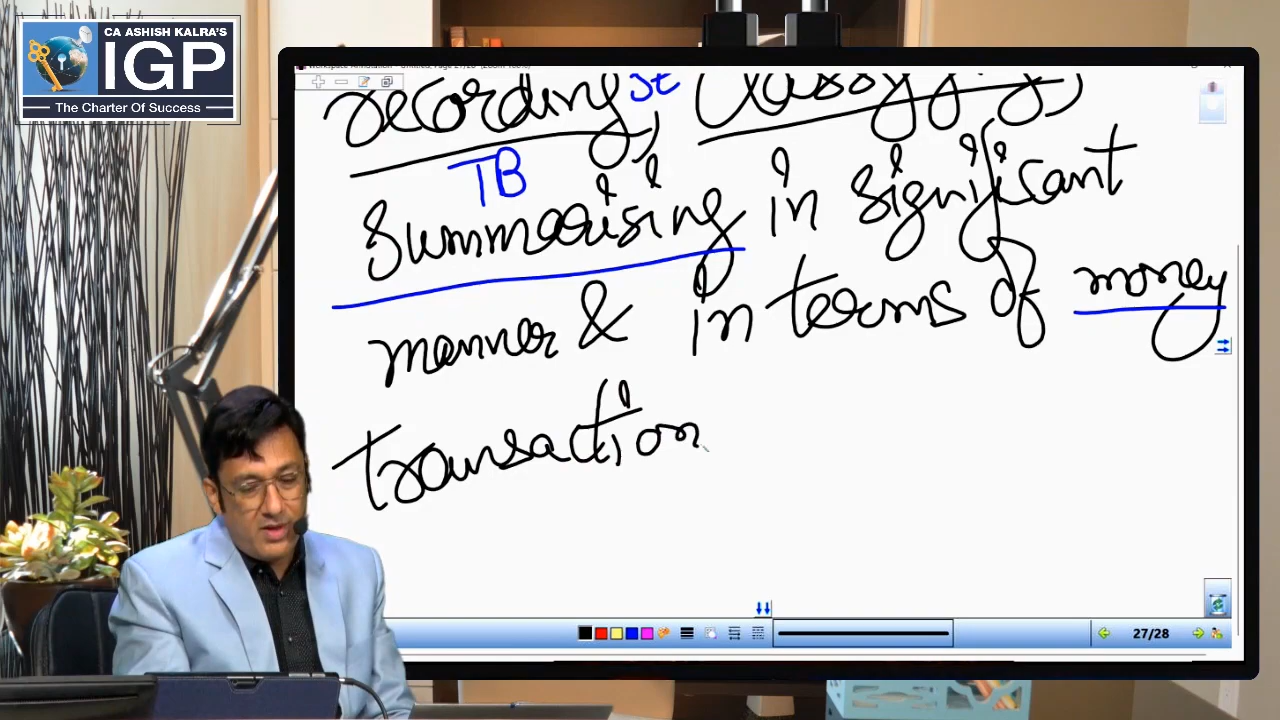 CA ASHISH KALRA'S
IGP
The Charter Of Success
recording, Classifying,
TB
Summarising in significant
manner & in terms of money
transaction
27/28